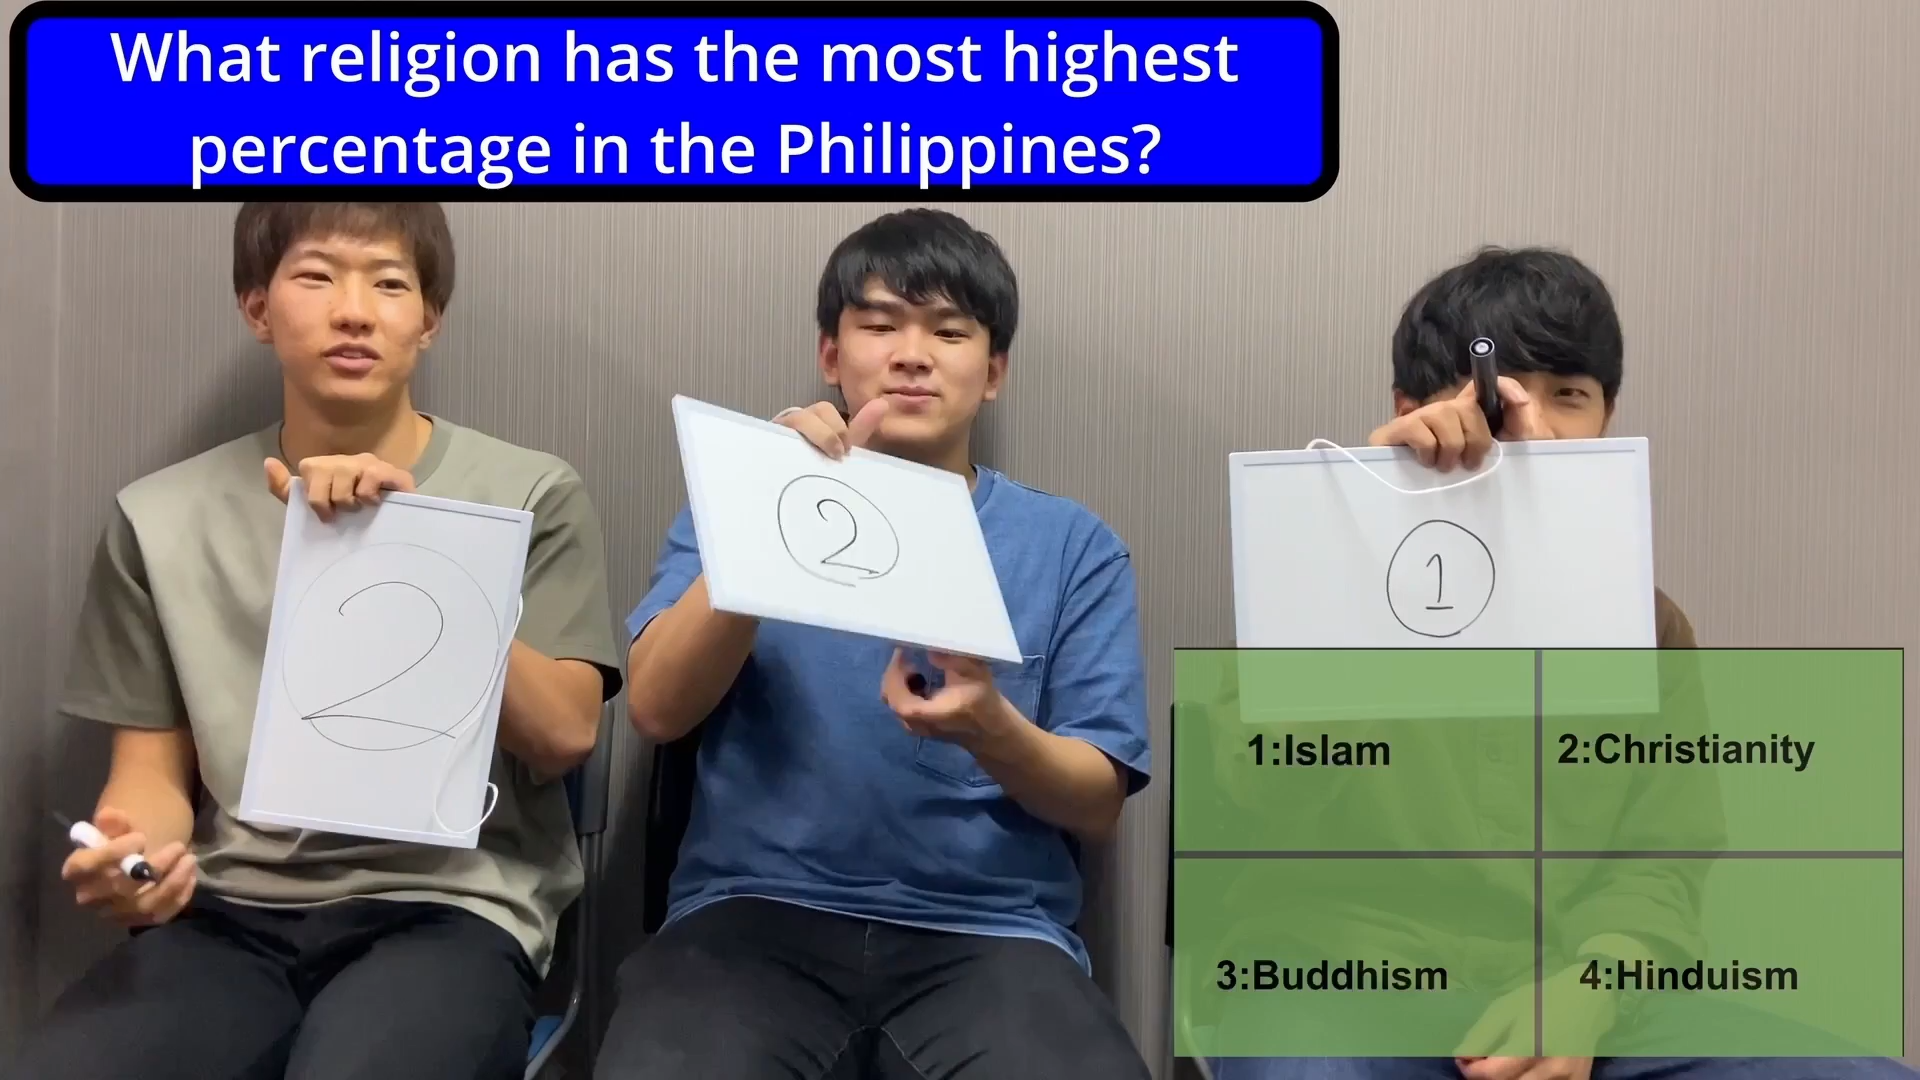 What religion has the most highest
percentage in the Philippines?
2
2
1
1:Islam
2:Christianity
3:Buddhism
4:Hinduism